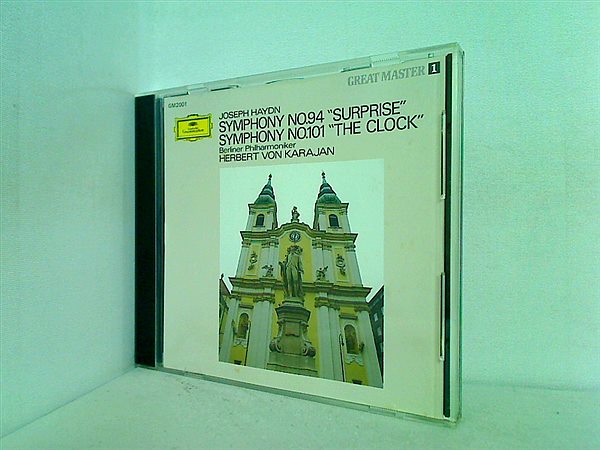 GREAT MASTER 1
GM2001
JOSEPH HAYDN
SYMPHONY NO.94 "SURPRISE"
SYMPHONY NO.101 "THE CLOCK"
Berliner Philharmoniker
HERBERT VON KARAJAN